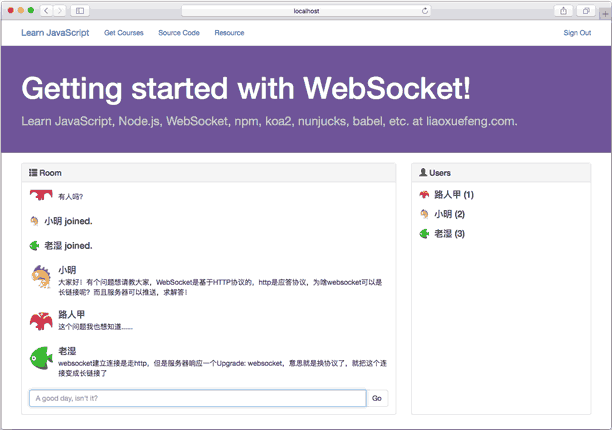 localhost
Learn JavaScript Get Courses Source Code Resource Sign Out
Getting started with WebSocket!
Learn JavaScript, Node.js, WebSocket, npm, koa2, nunjucks, babel, etc. at liaoxuefeng.com.
Room
有人吗?
小明 joined.
老湿 joined.
小明
大家好！有个问题想请教大家，WebSocket是基于HTTP协议的，http是应答协议，为啥websocket可以是
长链接呢？而且服务器可以推送，求解答！
路人甲
这个问题我也想知道......
老湿
websocket建立连接是走http，但是服务器响应一个Upgrade: websocket，意思就是换协议了，就把这个连
接变成长链接了
A good day, isn't it? Go
Users
路人甲 (1)
小明 (2)
老湿 (3)